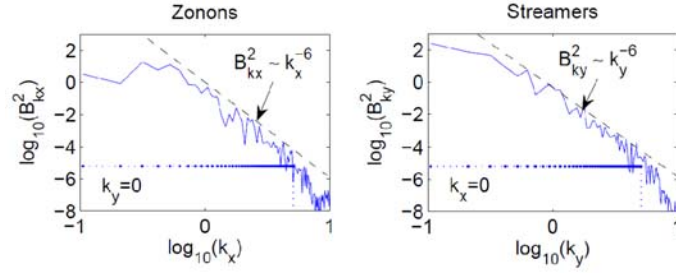 Zonons
log10(B²kx)
2
0
−2
−4
−6
−8
B²kx ~ kx⁻⁶
ky=0
−1
0
1
log10(kx)
Streamers
log10(B²ky)
2
0
−2
−4
−6
−8
B²ky ~ ky⁻⁶
kx=0
−1
0
1
log10(ky)